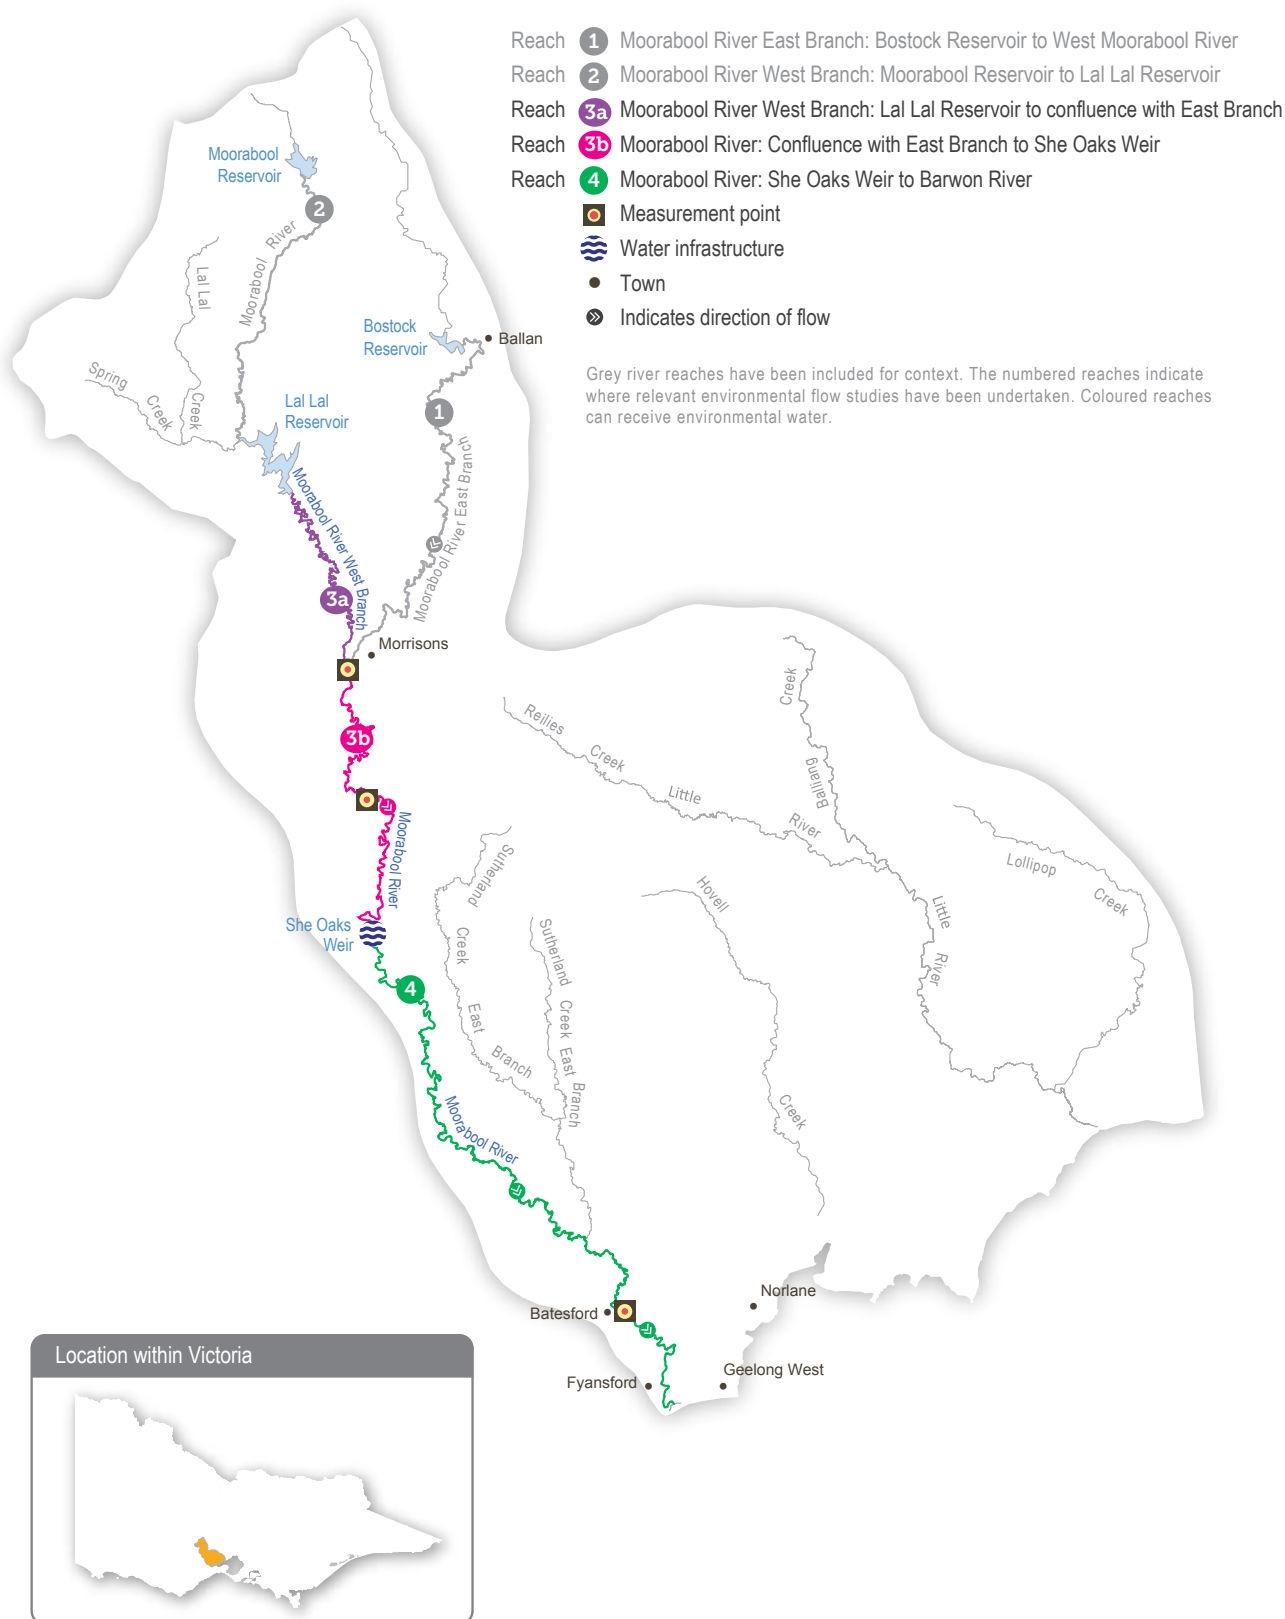 Reach 1 Moorabool River East Branch: Bostock Reservoir to West Moorabool River
Reach 2 Moorabool River West Branch: Moorabool Reservoir to Lal Lal Reservoir
Reach 3a Moorabool River West Branch: Lal Lal Reservoir to confluence with East Branch
Reach 3b Moorabool River: Confluence with East Branch to She Oaks Weir
Reach 4 Moorabool River: She Oaks Weir to Barwon River
Measurement point
Water infrastructure
Town
Indicates direction of flow
Grey river reaches have been included for context. The numbered reaches indicate
where relevant environmental flow studies have been undertaken. Coloured reaches
can receive environmental water.
Moorabool
Reservoir
2
Moorabool River
Lal Lal
Creek
Spring
Creek
Bostock
Reservoir
Ballan
1
Lal Lal
Reservoir
Moorabool River East Branch
Moorabool River West Branch
3a
Morrisons
3b
Moorabool River
She Oaks
Weir
4
Moorabool River
Reilies
Creek
Little
River
Creek
Balliang
Lollipop
Creek
Little
River
Hovell
Creek
Sutherland
Creek
East
Branch
Sutherland Creek East Branch
Batesford
Norlane
Fyansford
Geelong West
Location within Victoria